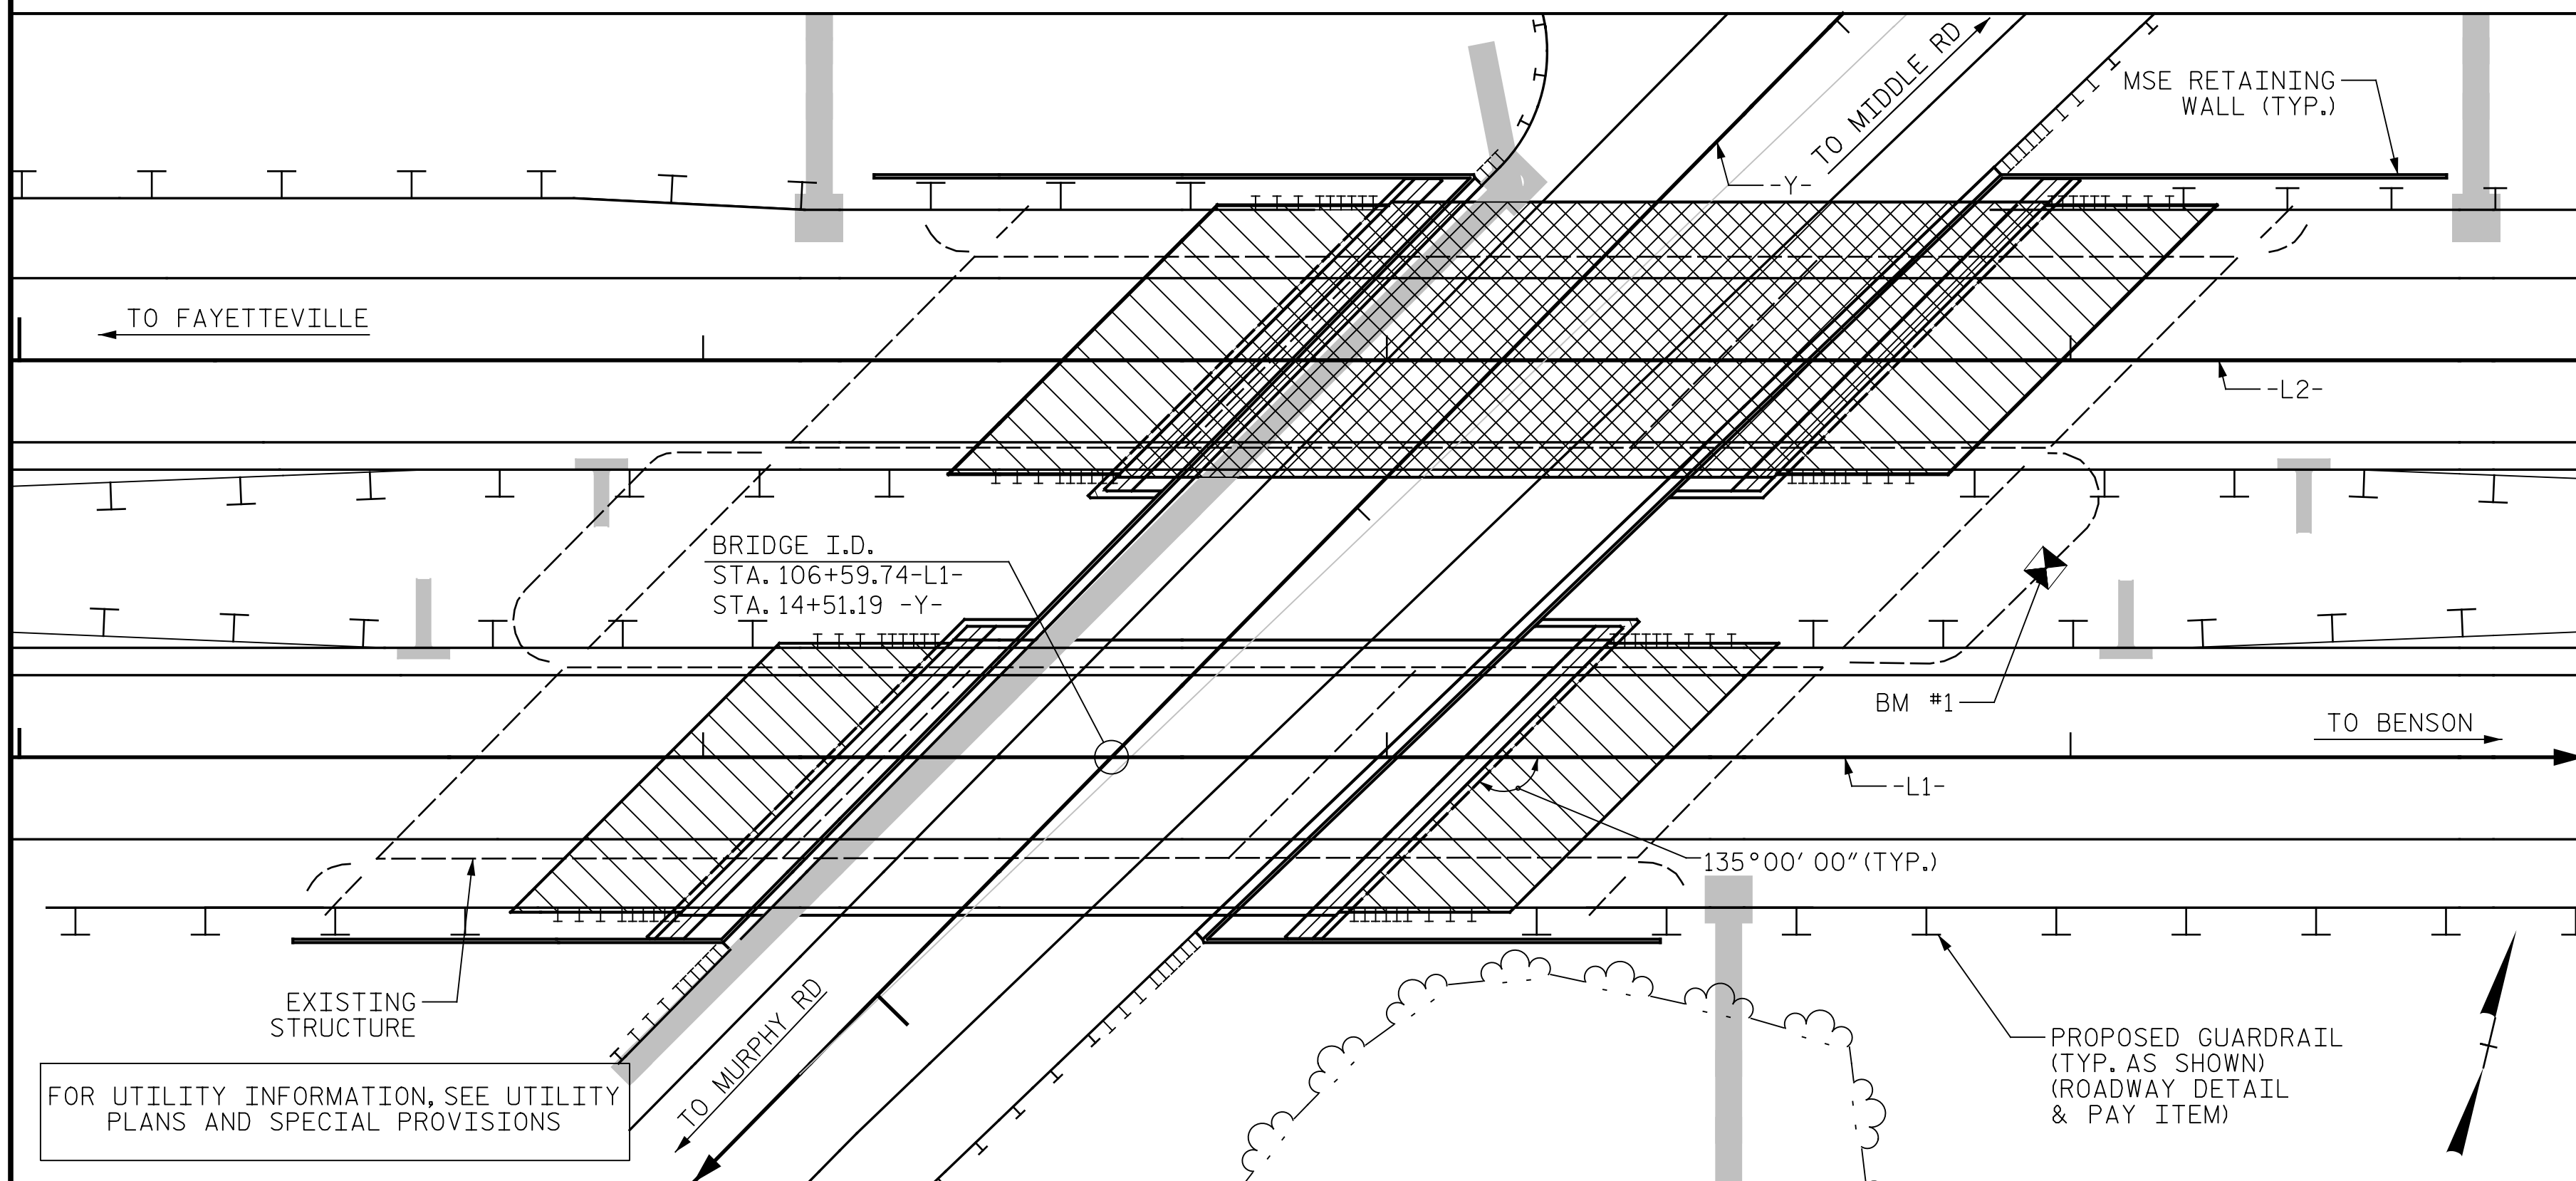 MSE RETAINING
WALL (TYP.)
TO MIDDLE RD
-Y-
TO FAYETTEVILLE
-L2-
BRIDGE I.D.
STA. 106+59.74-L1-
STA. 14+51.19 -Y-
BM #1
TO BENSON
-L1-
135°00'00"(TYP.)
EXISTING
STRUCTURE
TO MURPHY RD
PROPOSED GUARDRAIL
(TYP. AS SHOWN)
(ROADWAY DETAIL
& PAY ITEM)
FOR UTILITY INFORMATION, SEE UTILITY
PLANS AND SPECIAL PROVISIONS